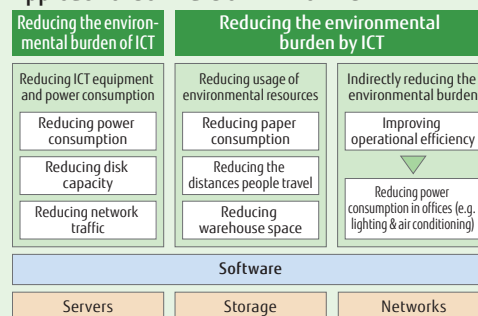 Reducing the environ-
mental burden of ICT
Reducing the environmental
burden by ICT
Reducing ICT equipment
and power consumption
Reducing power
consumption
Reducing disk
capacity
Reducing network
traffic
Reducing usage of
environmental resources
Reducing paper
consumption
Reducing the
distances people travel
Reducing
warehouse space
Indirectly reducing the
environmental burden
Improving
operational efficiency
Reducing power
consumption in offices (e.g.
lighting & air conditioning)
Software
Servers
Storage
Networks